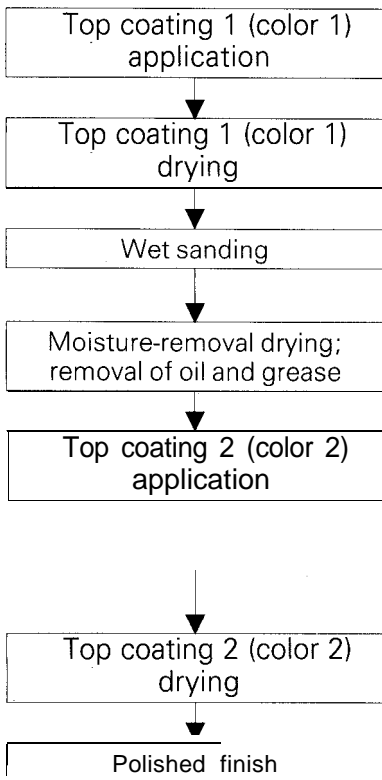 Top coating 1 (color 1)
application
Top coating 1 (color 1)
drying
Wet sanding
Moisture-removal drying;
removal of oil and grease
Top coating 2 (color 2)
application
Top coating 2 (color 2)
drying
Polished finish